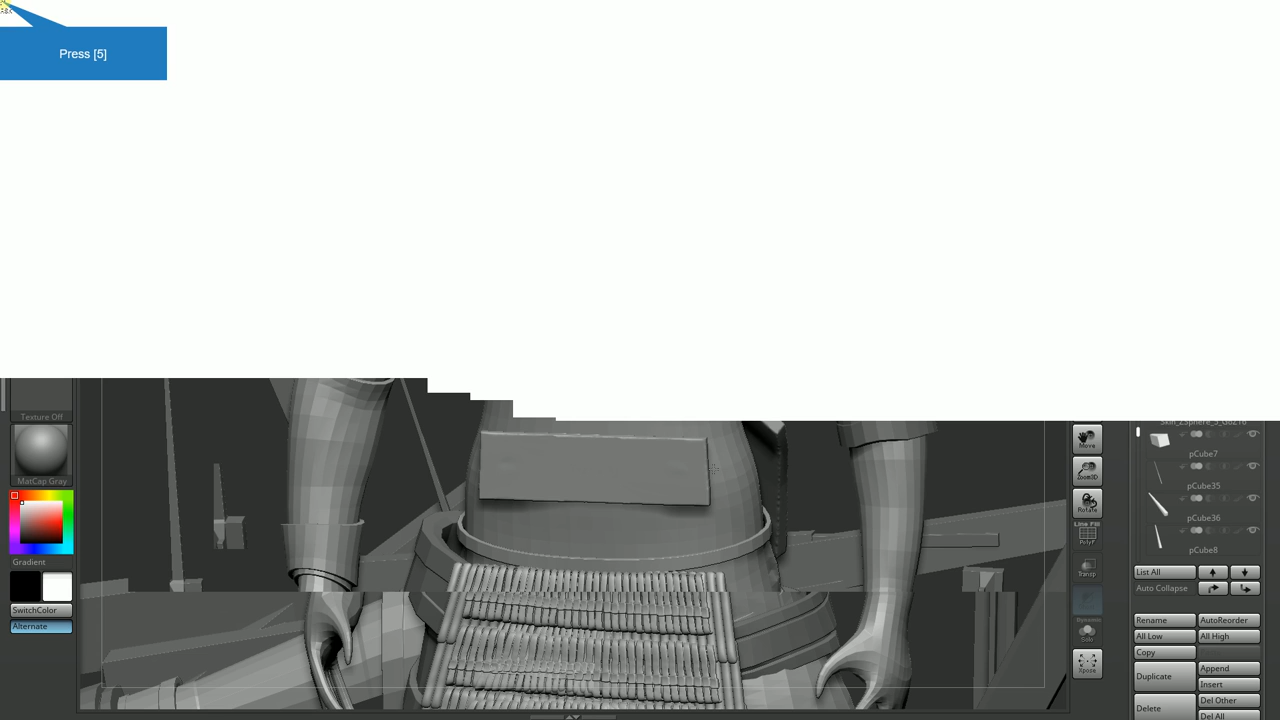 Press [5]
Texture Off
MatCap Gray
Gradient
SwitchColor
Alternate
Move
Zoom3D
Rotate
Line Fill
PolyF
Transp
Dynamic
Solo
Xpose
pCube7
pCube35
pCube36
pCube8
List All
Auto Collapse
Rename
AutoReorder
All Low
All High
Copy
Duplicate
Append
Insert
Delete
Del Other
Del All